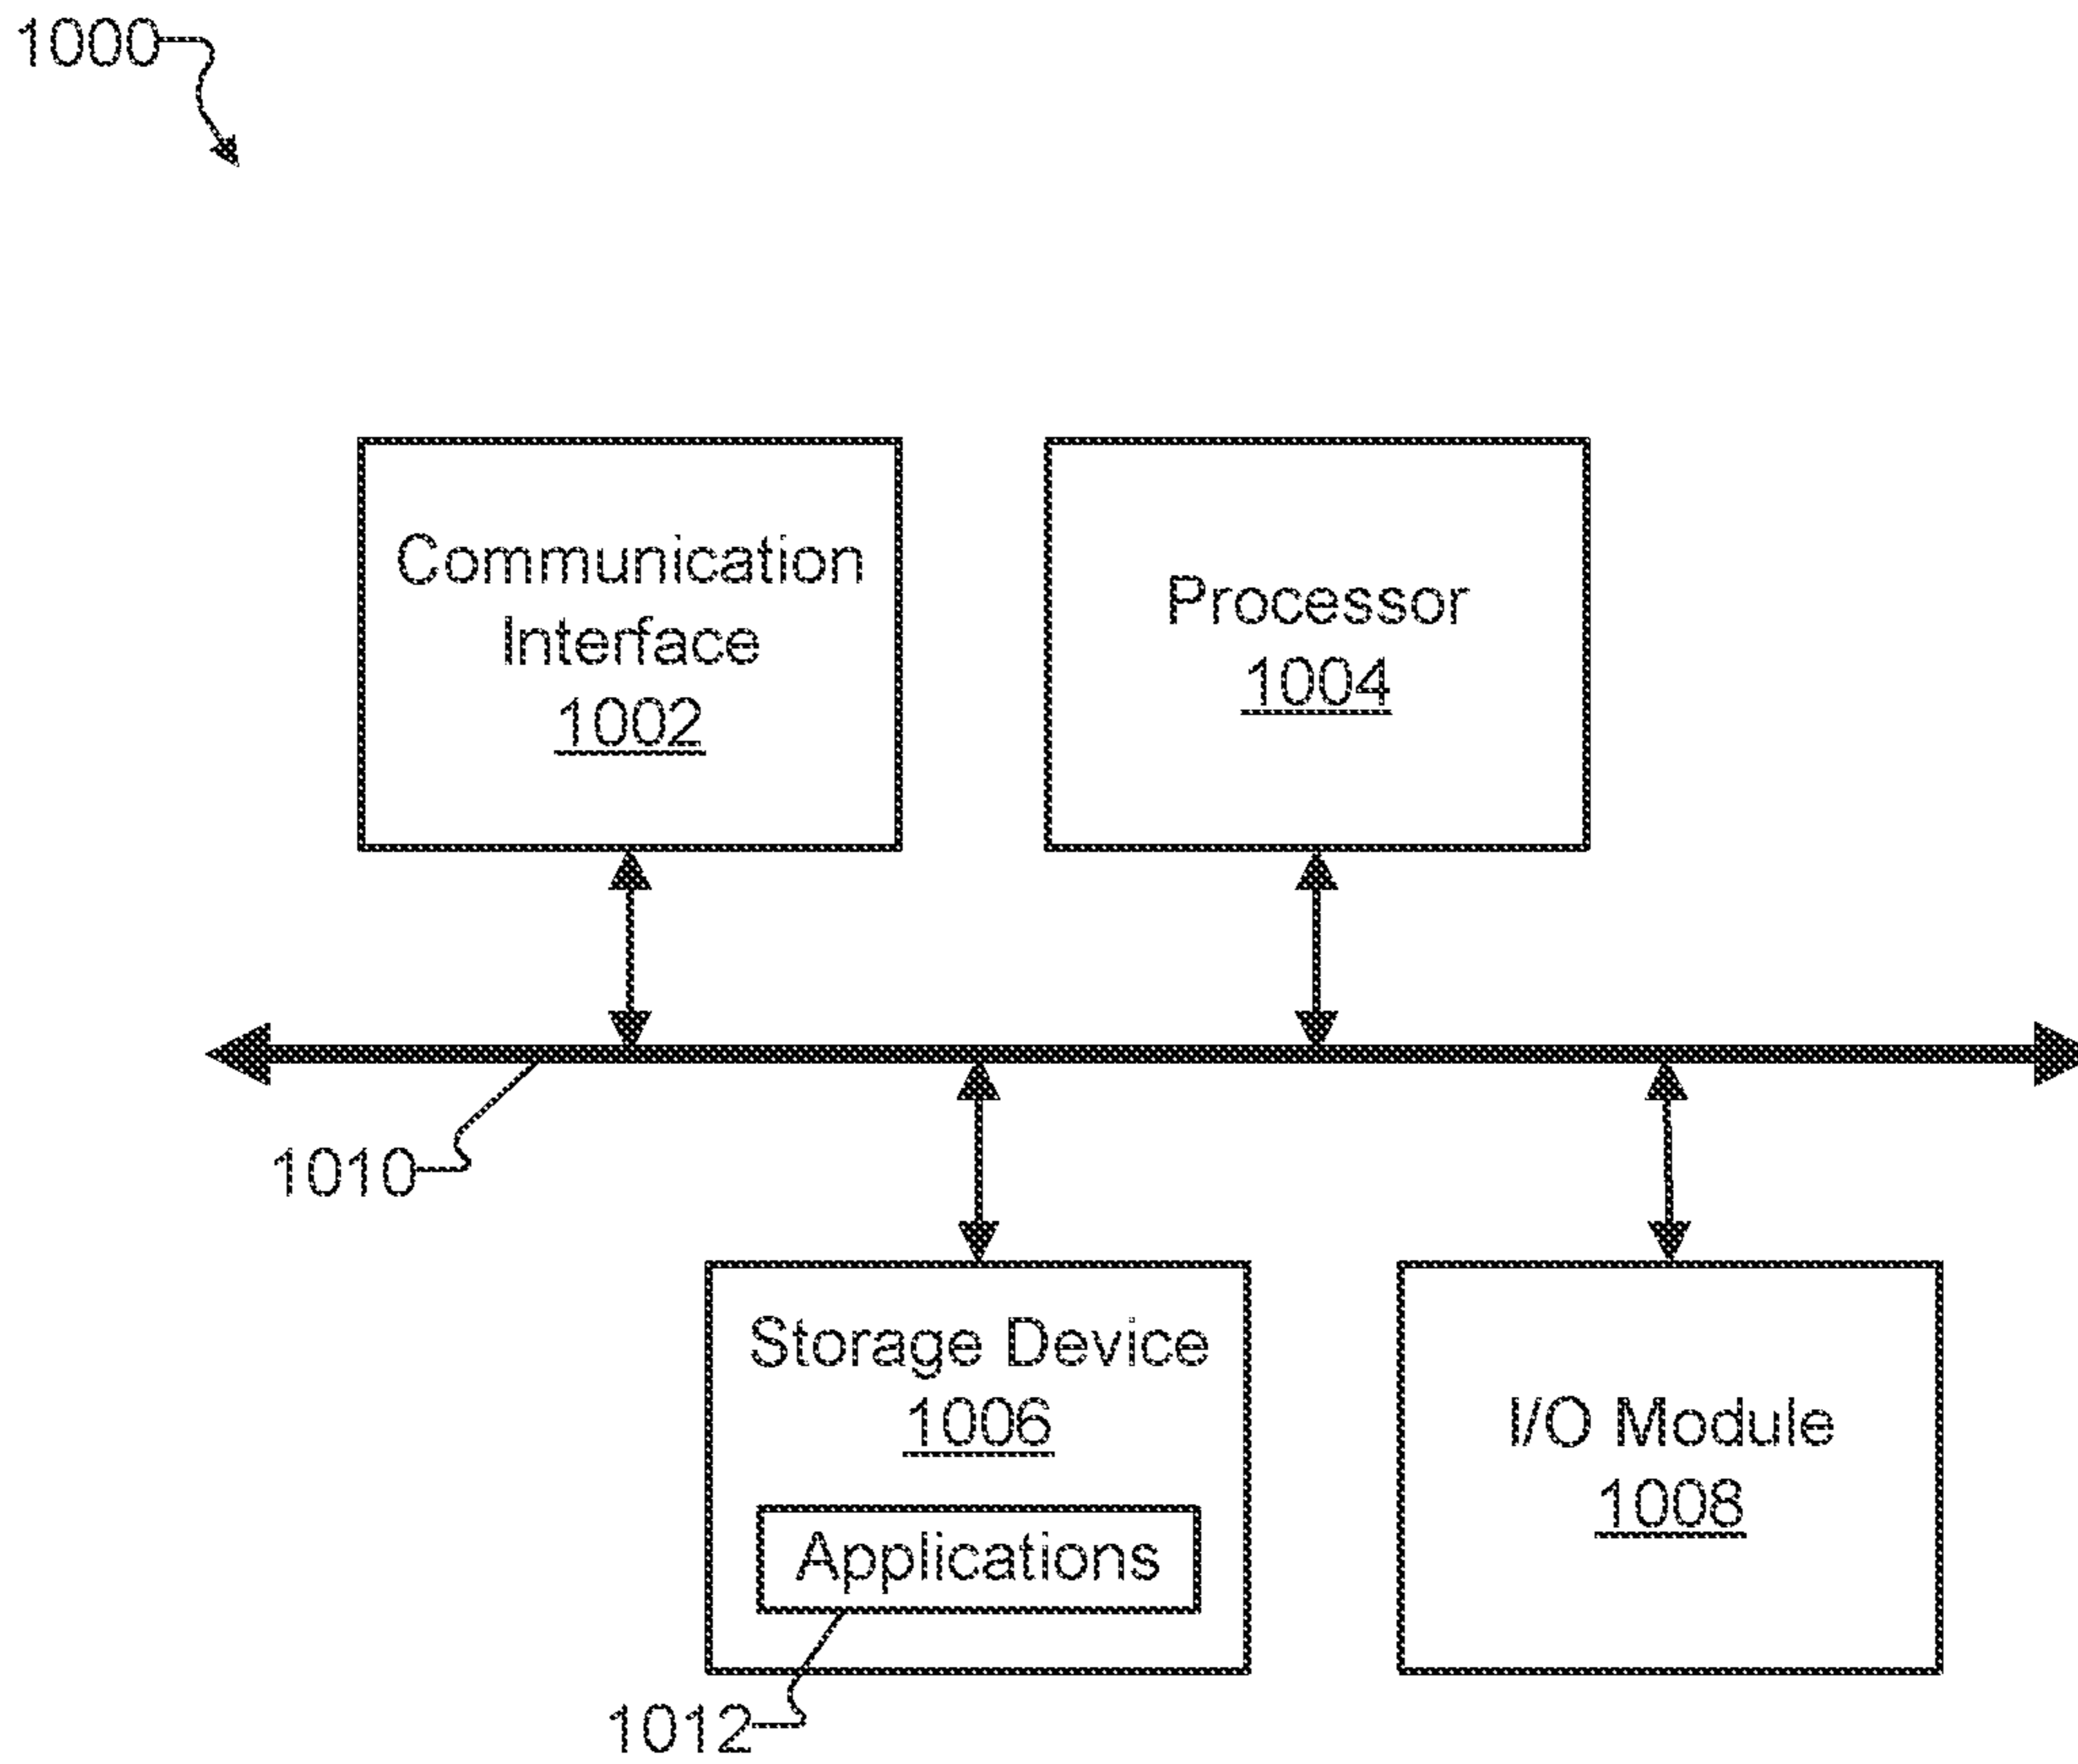 1000
Communication
Interface
1002
Processor
1004
1010
Storage Device
1006
Applications
1012
I/O Module
1008